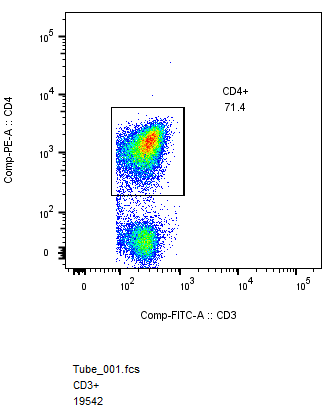 10^5
10^4
10^3
10^2
0
Comp-PE-A :: CD4
CD4+
71.4
0 10^2 10^3 10^4 10^5
Comp-FITC-A :: CD3
Tube_001.fcs
CD3+
19542